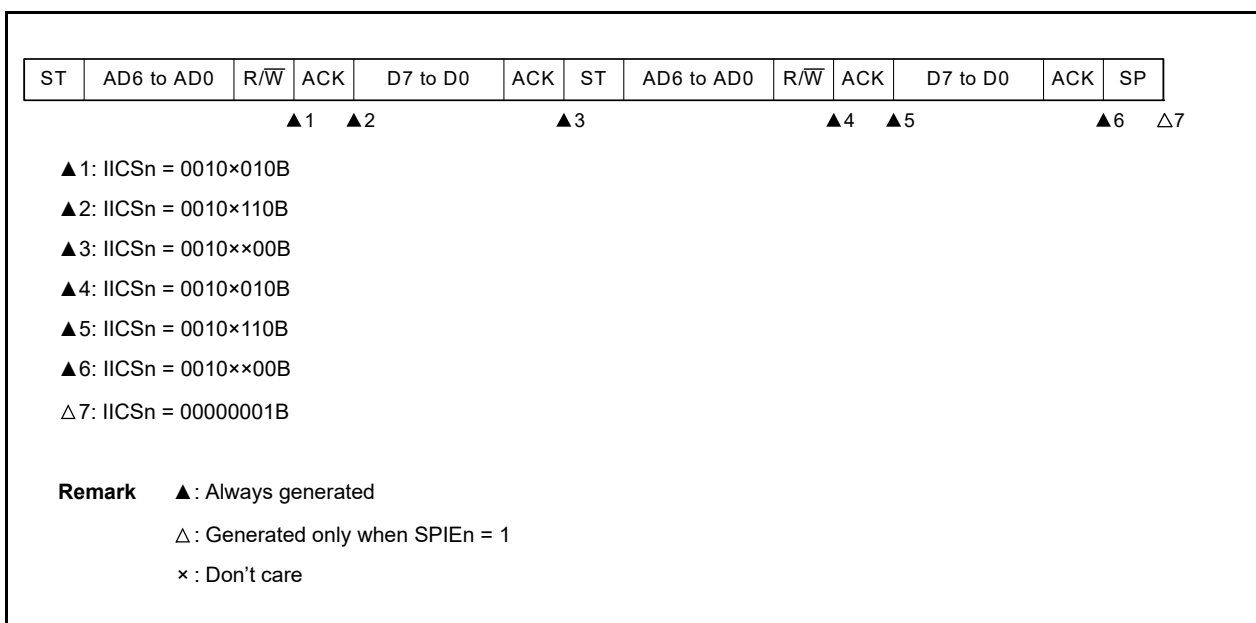 ST AD6 to AD0 R/W̅ ACK D7 to D0 ACK ST AD6 to AD0 R/W̅ ACK D7 to D0 ACK SP
▲1 ▲2 ▲3 ▲4 ▲5 ▲6 △7
▲1: IICSn = 0010×010B
▲2: IICSn = 0010×110B
▲3: IICSn = 0010××00B
▲4: IICSn = 0010×010B
▲5: IICSn = 0010×110B
▲6: IICSn = 0010××00B
△7: IICSn = 00000001B
Remark ▲: Always generated
△: Generated only when SPIEn = 1
×: Don't care